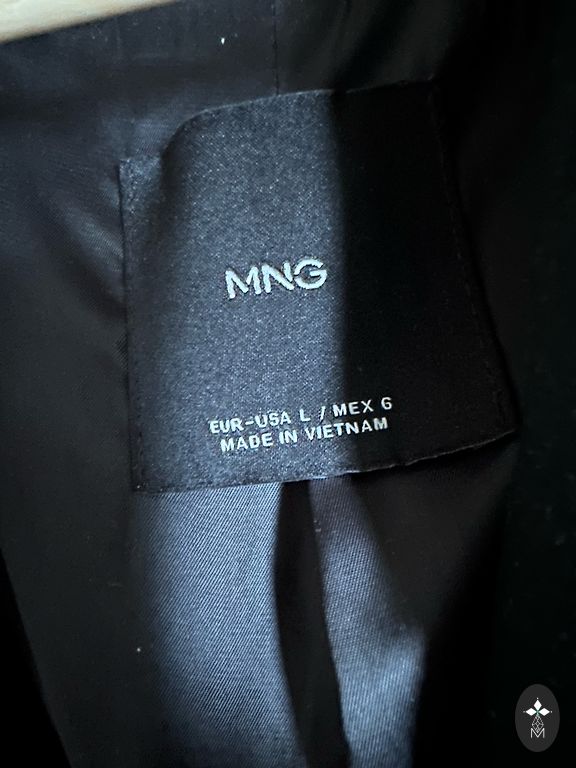 MNG
EUR-USA L / MEX G
MADE IN VIETNAM
M